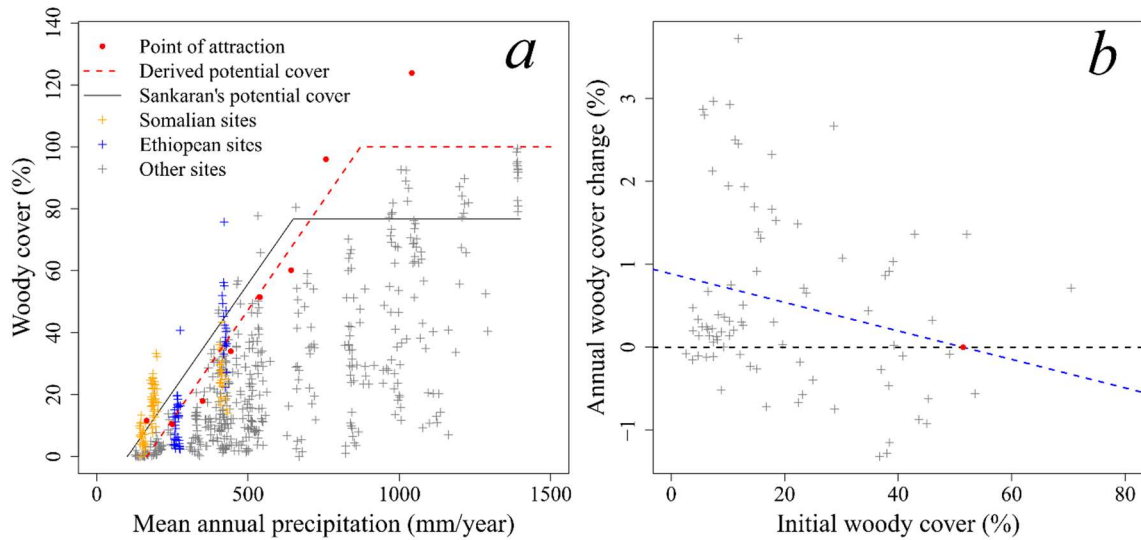 a
Point of attraction
Derived potential cover
Sankaran's potential cover
Somalian sites
Ethiopean sites
Other sites
Woody cover (%)
0 20 40 60 80 100 120 140
0 500 1000 1500
Mean annual precipitation (mm/year)
b
Annual woody cover change (%)
−1 0 1 2 3
0 20 40 60 80
Initial woody cover (%)